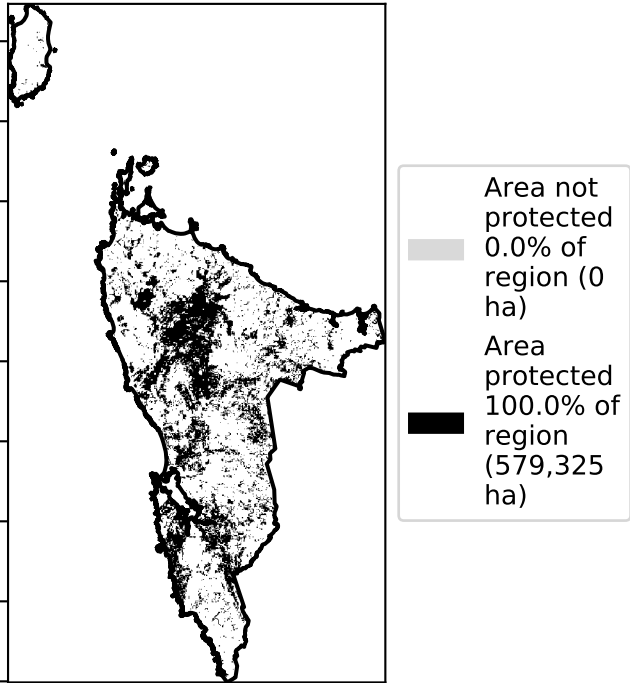 Area not
protected
0.0% of
region (0
ha)
Area
protected
100.0% of
region
(579,325
ha)